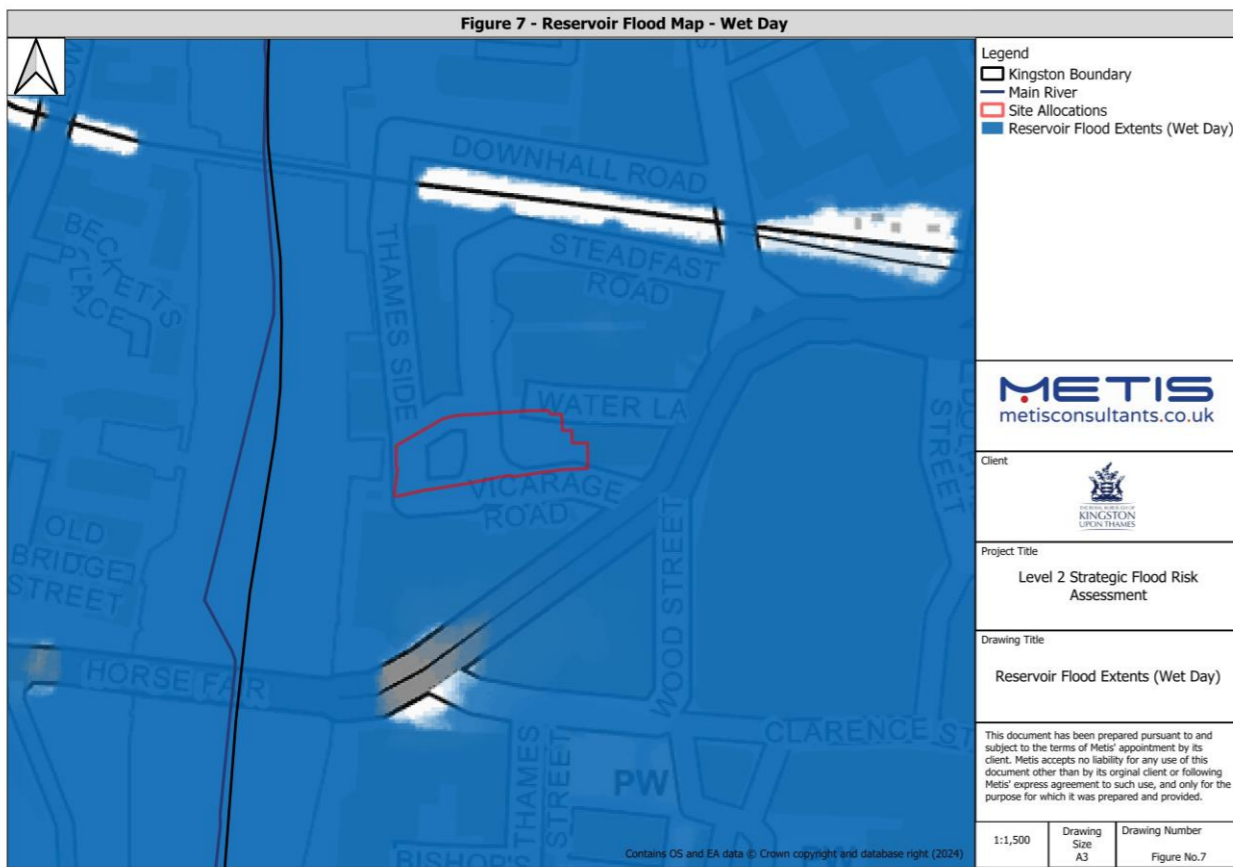 Figure 7 - Reservoir Flood Map - Wet Day
Legend
Kingston Boundary
Main River
Site Allocations
Reservoir Flood Extents (Wet Day)
DOWNHALL ROAD
STEADFAST
ROAD
THAMES SIDE
BECKETTS
PLACE
WATER LA
VICARAGE
ROAD
OLD
BRIDGE
STREET
HORSE FAIR
WOOD STREET
STREET
CLARENCE ST
THAMES
STREET
PW
PW
BISHOP'S
Contains OS and EA data © Crown copyright and database right (2024)
METIS
metisconsultants.co.uk
Client
THE ROYAL BOROUGH OF
KINGSTON
UPON THAMES
Project Title
Level 2 Strategic Flood Risk
Assessment
Drawing Title
Reservoir Flood Extents (Wet Day)
This document has been prepared pursuant to and
subject to the terms of Metis' appointment by its
client. Metis accepts no liability for any use of this
document other than by its orginal client or following
Metis' express agreement to such use, and only for the
purpose for which it was prepared and provided.
1:1,500
Drawing
Size
A3
Drawing Number
Figure No.7